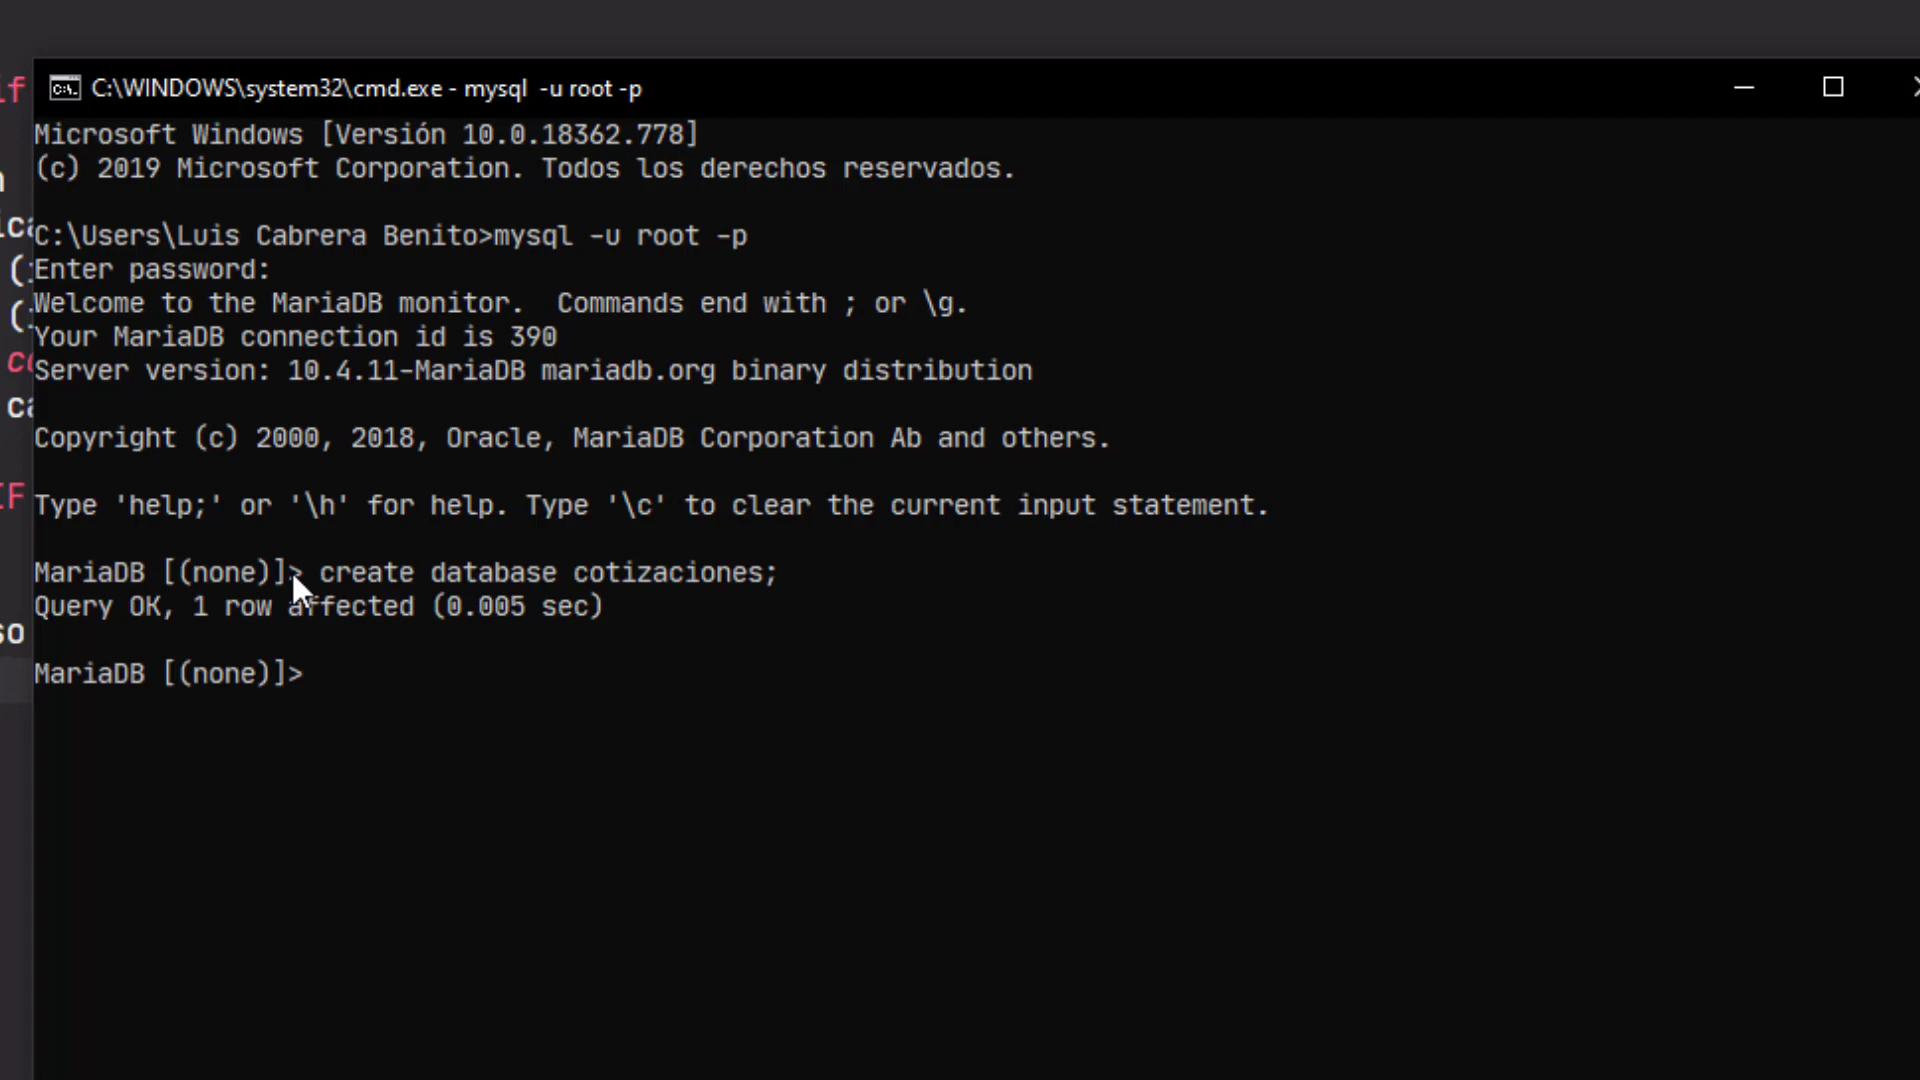 C:\WINDOWS\system32\cmd.exe - mysql  -u root -p
if
Microsoft Windows [Versión 10.0.18362.778]
(c) 2019 Microsoft Corporation. Todos los derechos reservados.
C:\Users\Luis Cabrera Benito>mysql -u root -p
Enter password:
Welcome to the MariaDB monitor.  Commands end with ; or \g.
Your MariaDB connection id is 390
Server version: 10.4.11-MariaDB mariadb.org binary distribution
Copyright (c) 2000, 2018, Oracle, MariaDB Corporation Ab and others.
Type 'help;' or '\h' for help. Type '\c' to clear the current input statement.
MariaDB [(none)]> create database cotizaciones;
Query OK, 1 row affected (0.005 sec)
MariaDB [(none)]>